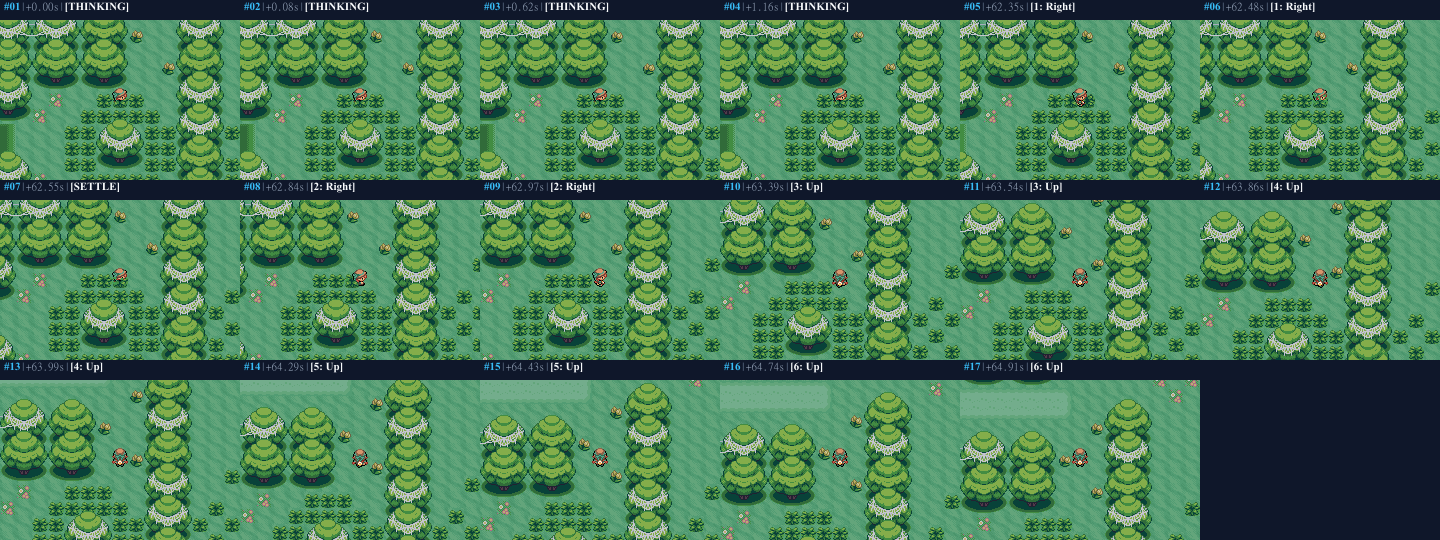 #01 | +0.00s | [THINKING]
#02 | +0.08s | [THINKING]
#03 | +0.62s | [THINKING]
#04 | +1.16s | [THINKING]
#05 | +62.35s | [1: Right]
#06 | +62.48s | [1: Right]
#07 | +62.55s | [SETTLE]
#08 | +62.84s | [2: Right]
#09 | +62.97s | [2: Right]
#10 | +63.39s | [3: Up]
#11 | +63.54s | [3: Up]
#12 | +63.86s | [4: Up]
#13 | +63.99s | [4: Up]
#14 | +64.29s | [5: Up]
#15 | +64.43s | [5: Up]
#16 | +64.74s | [6: Up]
#17 | +64.91s | [6: Up]